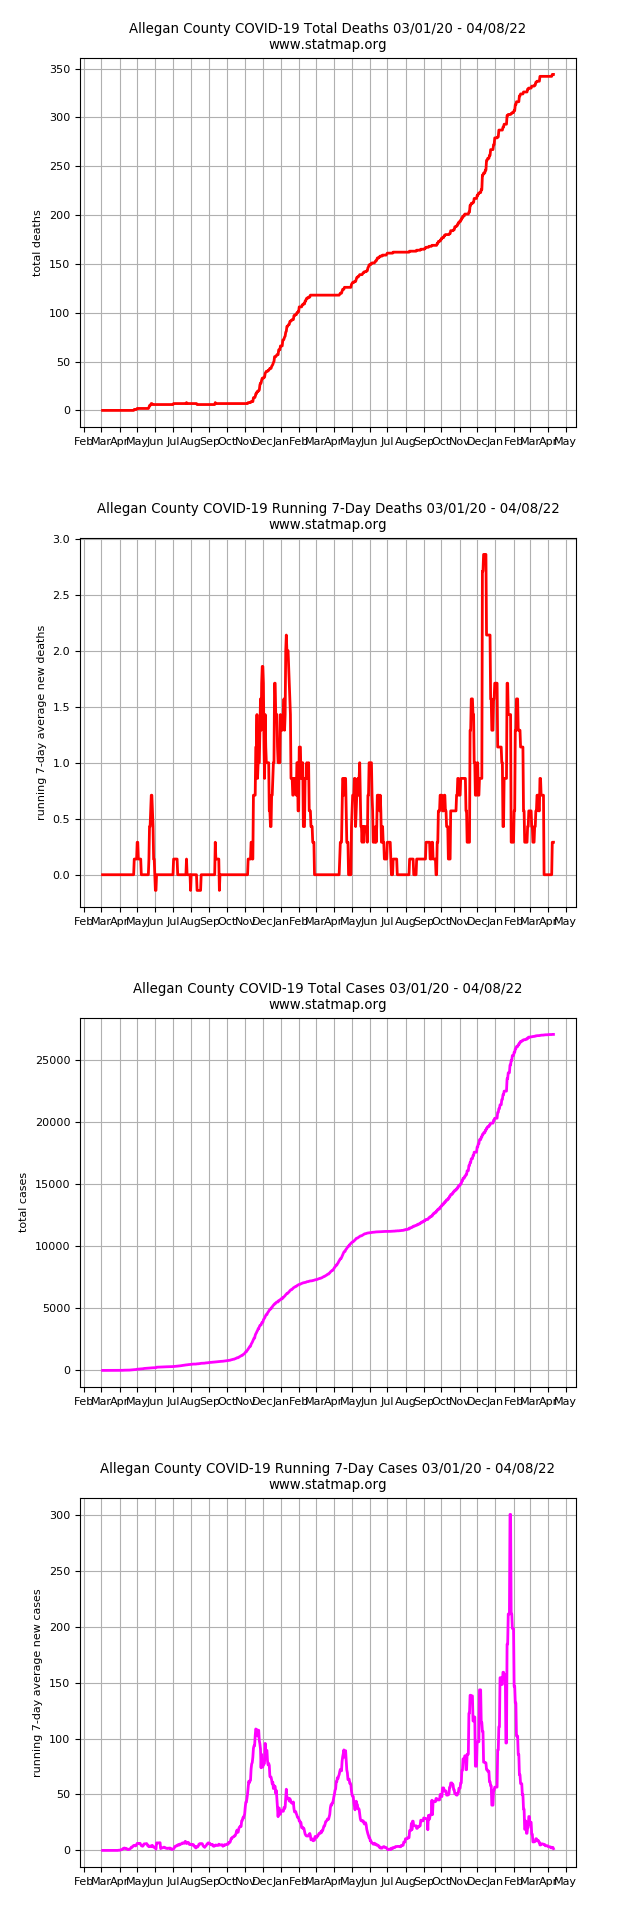 Allegan County COVID-19 Total Deaths 03/01/20 - 04/08/22
www.statmap.org
350
300
250
200
150
100
50
0
total deaths
Feb Mar Apr May Jun Jul Aug Sep Oct Nov Dec Jan Feb Mar Apr May Jun Jul Aug Sep Oct Nov Dec Jan Feb Mar Apr May
Allegan County COVID-19 Running 7-Day Deaths 03/01/20 - 04/08/22
www.statmap.org
3.0
2.5
2.0
1.5
1.0
0.5
0.0
running 7-day average new deaths
Feb Mar Apr May Jun Jul Aug Sep Oct Nov Dec Jan Feb Mar Apr May Jun Jul Aug Sep Oct Nov Dec Jan Feb Mar Apr May
Allegan County COVID-19 Total Cases 03/01/20 - 04/08/22
www.statmap.org
25000
20000
15000
10000
5000
0
total cases
Feb Mar Apr May Jun Jul Aug Sep Oct Nov Dec Jan Feb Mar Apr May Jun Jul Aug Sep Oct Nov Dec Jan Feb Mar Apr May
Allegan County COVID-19 Running 7-Day Cases 03/01/20 - 04/08/22
www.statmap.org
300
250
200
150
100
50
0
running 7-day average new cases
Feb Mar Apr May Jun Jul Aug Sep Oct Nov Dec Jan Feb Mar Apr May Jun Jul Aug Sep Oct Nov Dec Jan Feb Mar Apr May